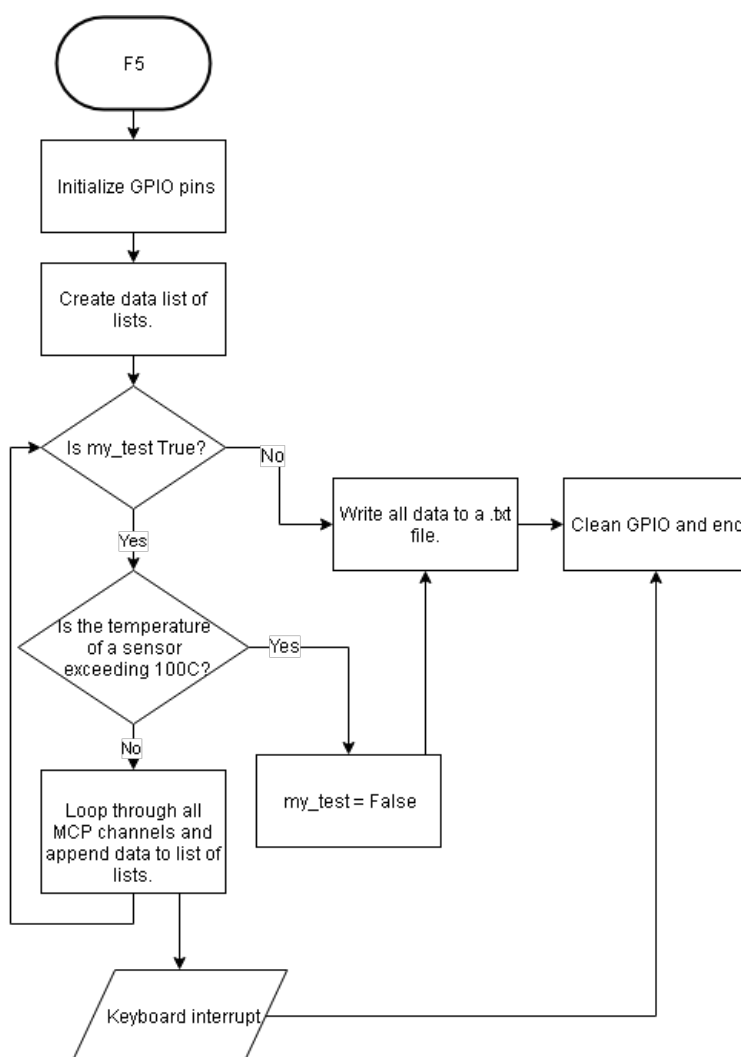 F5
Initialize GPIO pins
Create data list of
lists.
Is my_test True?
No
Write all data to a .txt
file.
Clean GPIO and end
Yes
Is the temperature
of a sensor
exceeding 100C?
Yes
No
my_test = False
Loop through all
MCP channels and
append data to list of
lists.
Keyboard interrupt